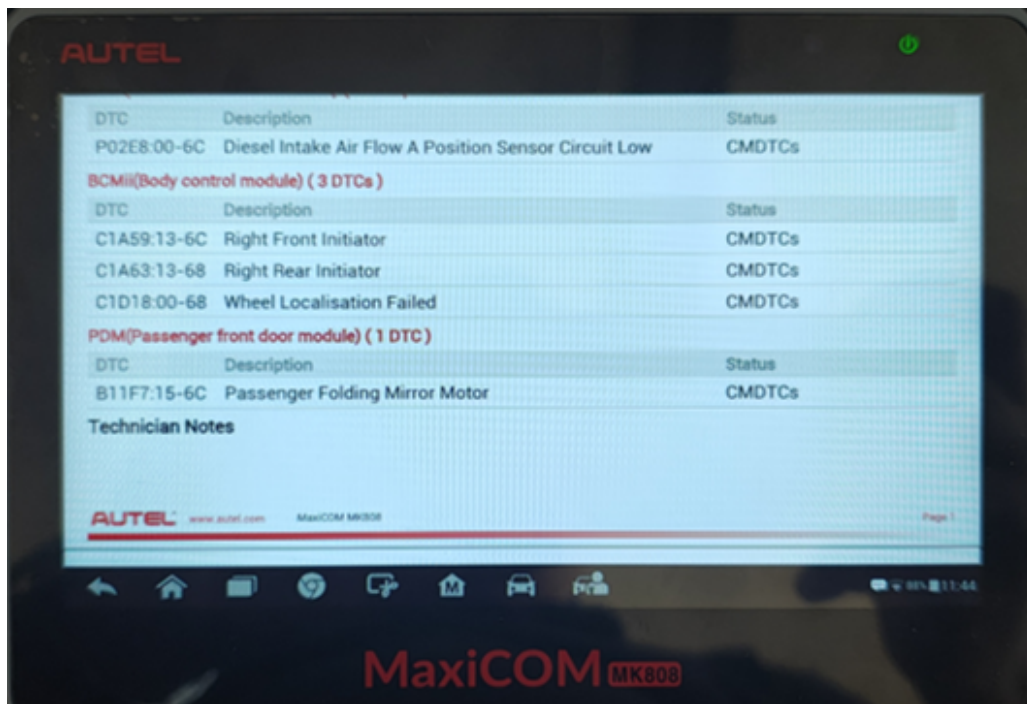 AUTEL
DTC Description Status
P02E8:00-6C Diesel Intake Air Flow A Position Sensor Circuit Low CMDTCs
BCMii(Body control module) ( 3 DTCs )
DTC Description Status
C1A59:13-6C Right Front Initiator CMDTCs
C1A63:13-68 Right Rear Initiator CMDTCs
C1D18:00-68 Wheel Localisation Failed CMDTCs
PDM(Passenger front door module) ( 1 DTC )
DTC Description Status
B11F7:15-6C Passenger Folding Mirror Motor CMDTCs
Technician Notes
AUTEL www.autel.com MaxiCOM MK808 Page 1
M 88% 11:44
MaxiCOM MK808